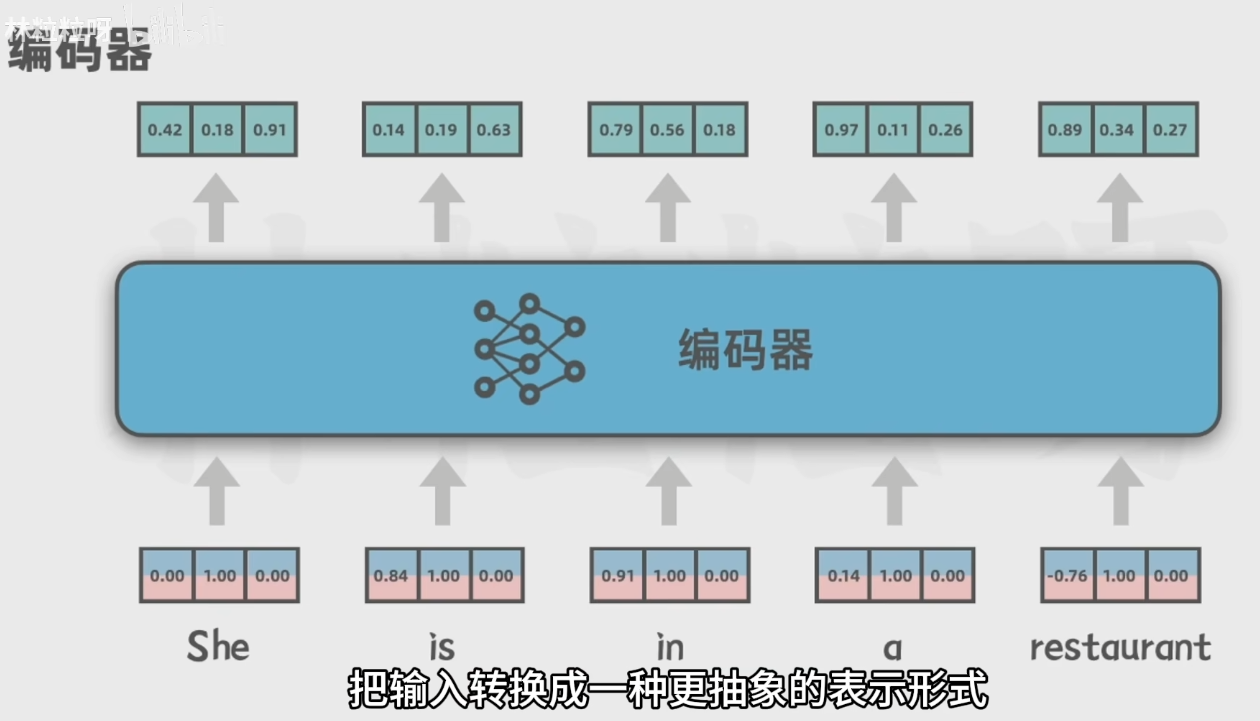 林粒粒呀 bilibili
编码器
0.42 0.18 0.91 0.14 0.19 0.63 0.79 0.56 0.18 0.97 0.11 0.26 0.89 0.34 0.27
编码器
0.00 1.00 0.00 0.84 1.00 0.00 0.91 1.00 0.00 0.14 1.00 0.00 -0.76 1.00 0.00
She is in a restaurant
把输入转换成一种更抽象的表示形式